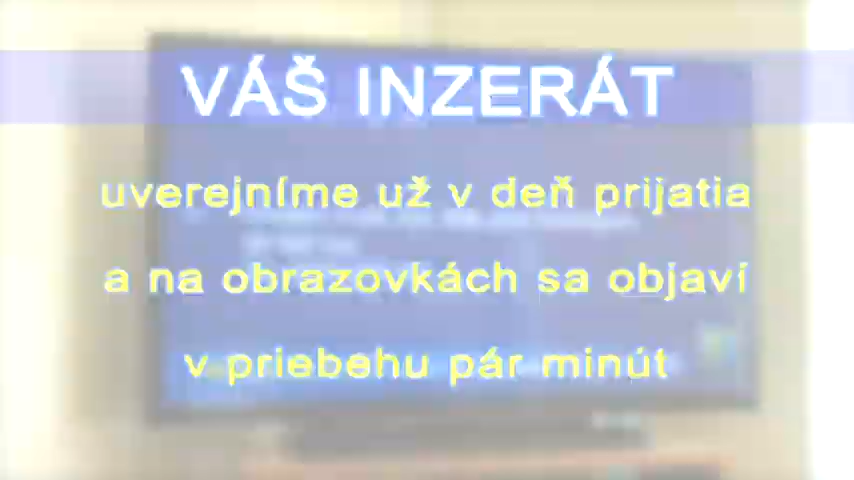 VÁŠ INZERÁT
uverejníme už v deň prijatia
a na obrazovkách sa objaví
v priebehu pár minút